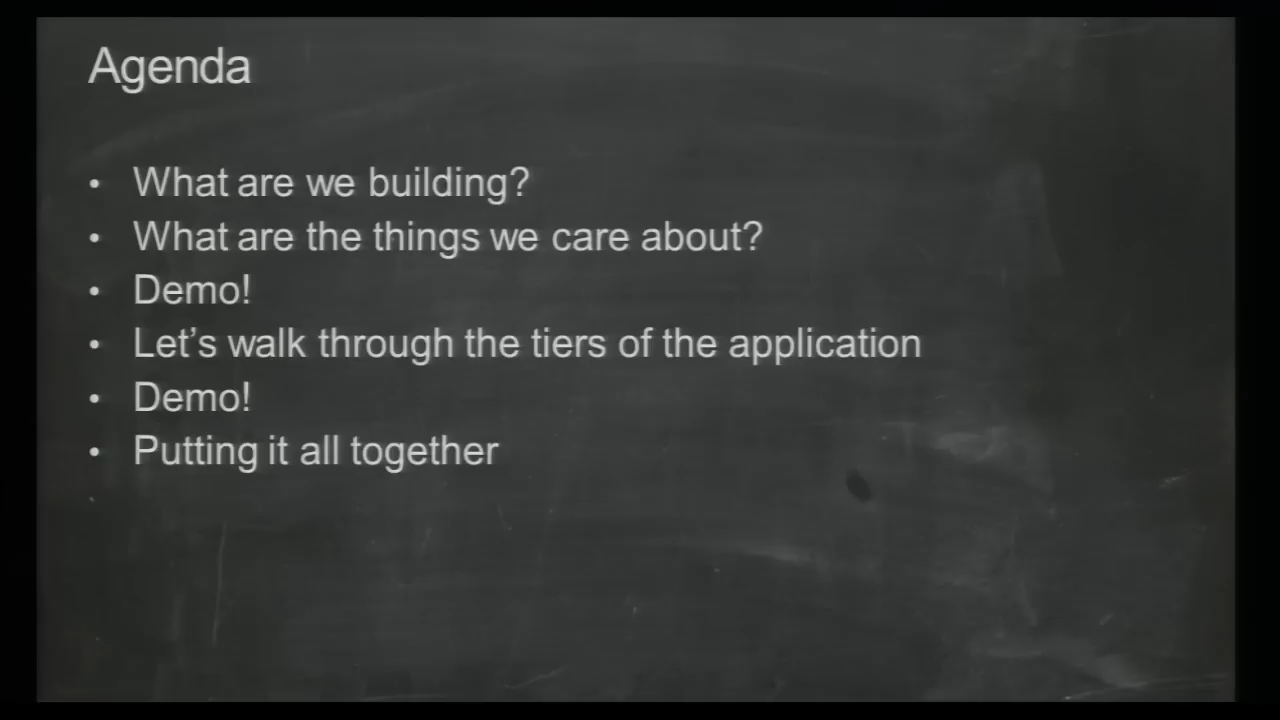 Agenda
• What are we building?
• What are the things we care about?
• Demo!
• Let’s walk through the tiers of the application
• Demo!
• Putting it all together